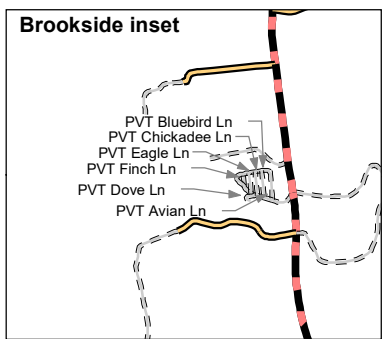 Brookside inset
PVT Bluebird Ln
PVT Chickadee Ln
PVT Eagle Ln
PVT Finch Ln
PVT Dove Ln
PVT Avian Ln